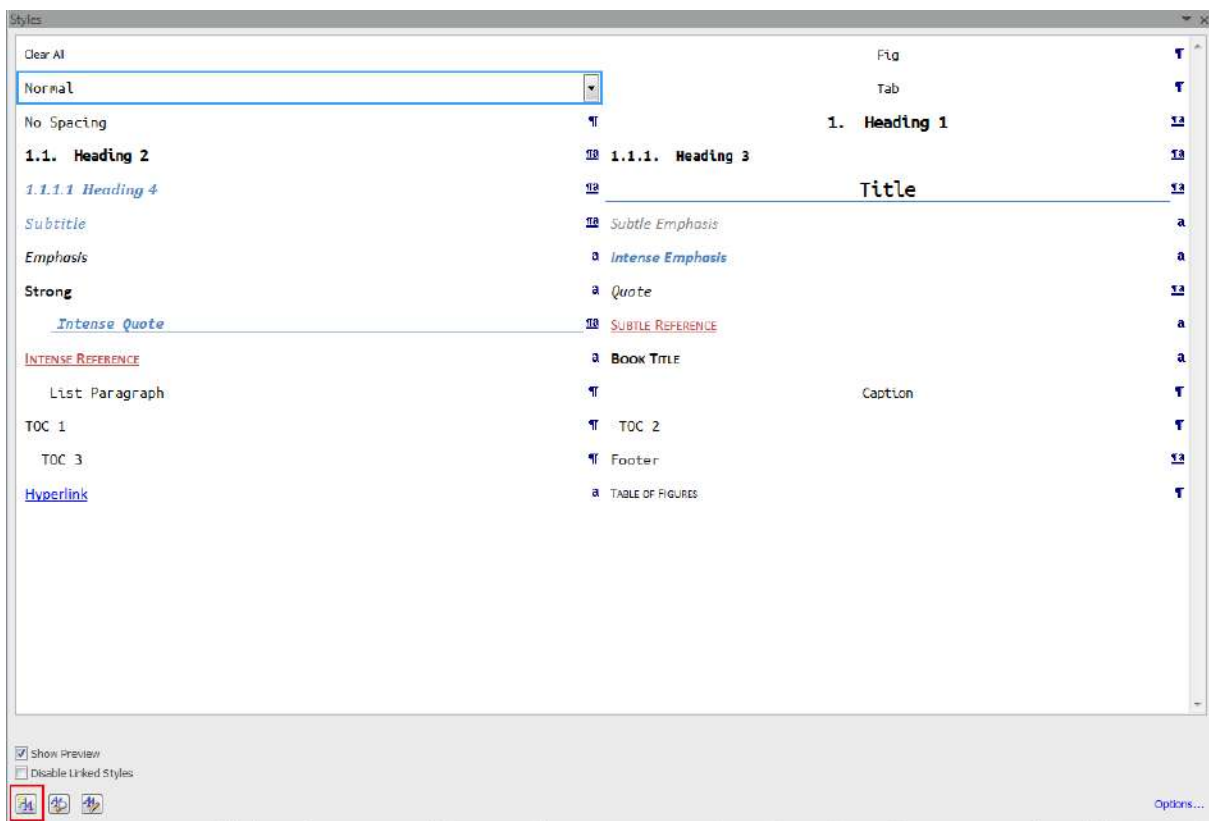 Styles
Clear All
Fig ¶
Normal
Tab ¶
No Spacing ¶
1. Heading 1 ¶a
1.1. Heading 2 ¶a
1.1.1. Heading 3 ¶a
1.1.1.1 Heading 4 ¶a
Title ¶a
Subtitle ¶a
Subtle Emphasis a
Emphasis a
Intense Emphasis a
Strong a
Quote ¶a
Intense Quote ¶a
SUBTLE REFERENCE a
INTENSE REFERENCE a
BOOK TITLE a
List Paragraph ¶
Caption ¶
TOC 1 ¶
TOC 2 ¶
TOC 3 ¶
Footer ¶a
Hyperlink a
TABLE OF FIGURES ¶
Show Preview
Disable Linked Styles
Options...